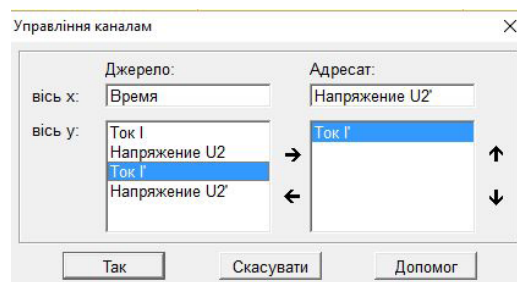 Управління каналам
Джерело: Адресат:
вісь x: Время Напряжение U2'
вісь y: Ток I Ток I'
Напряжение U2
Ток I'
Напряжение U2'
Так Скасувати Допомог